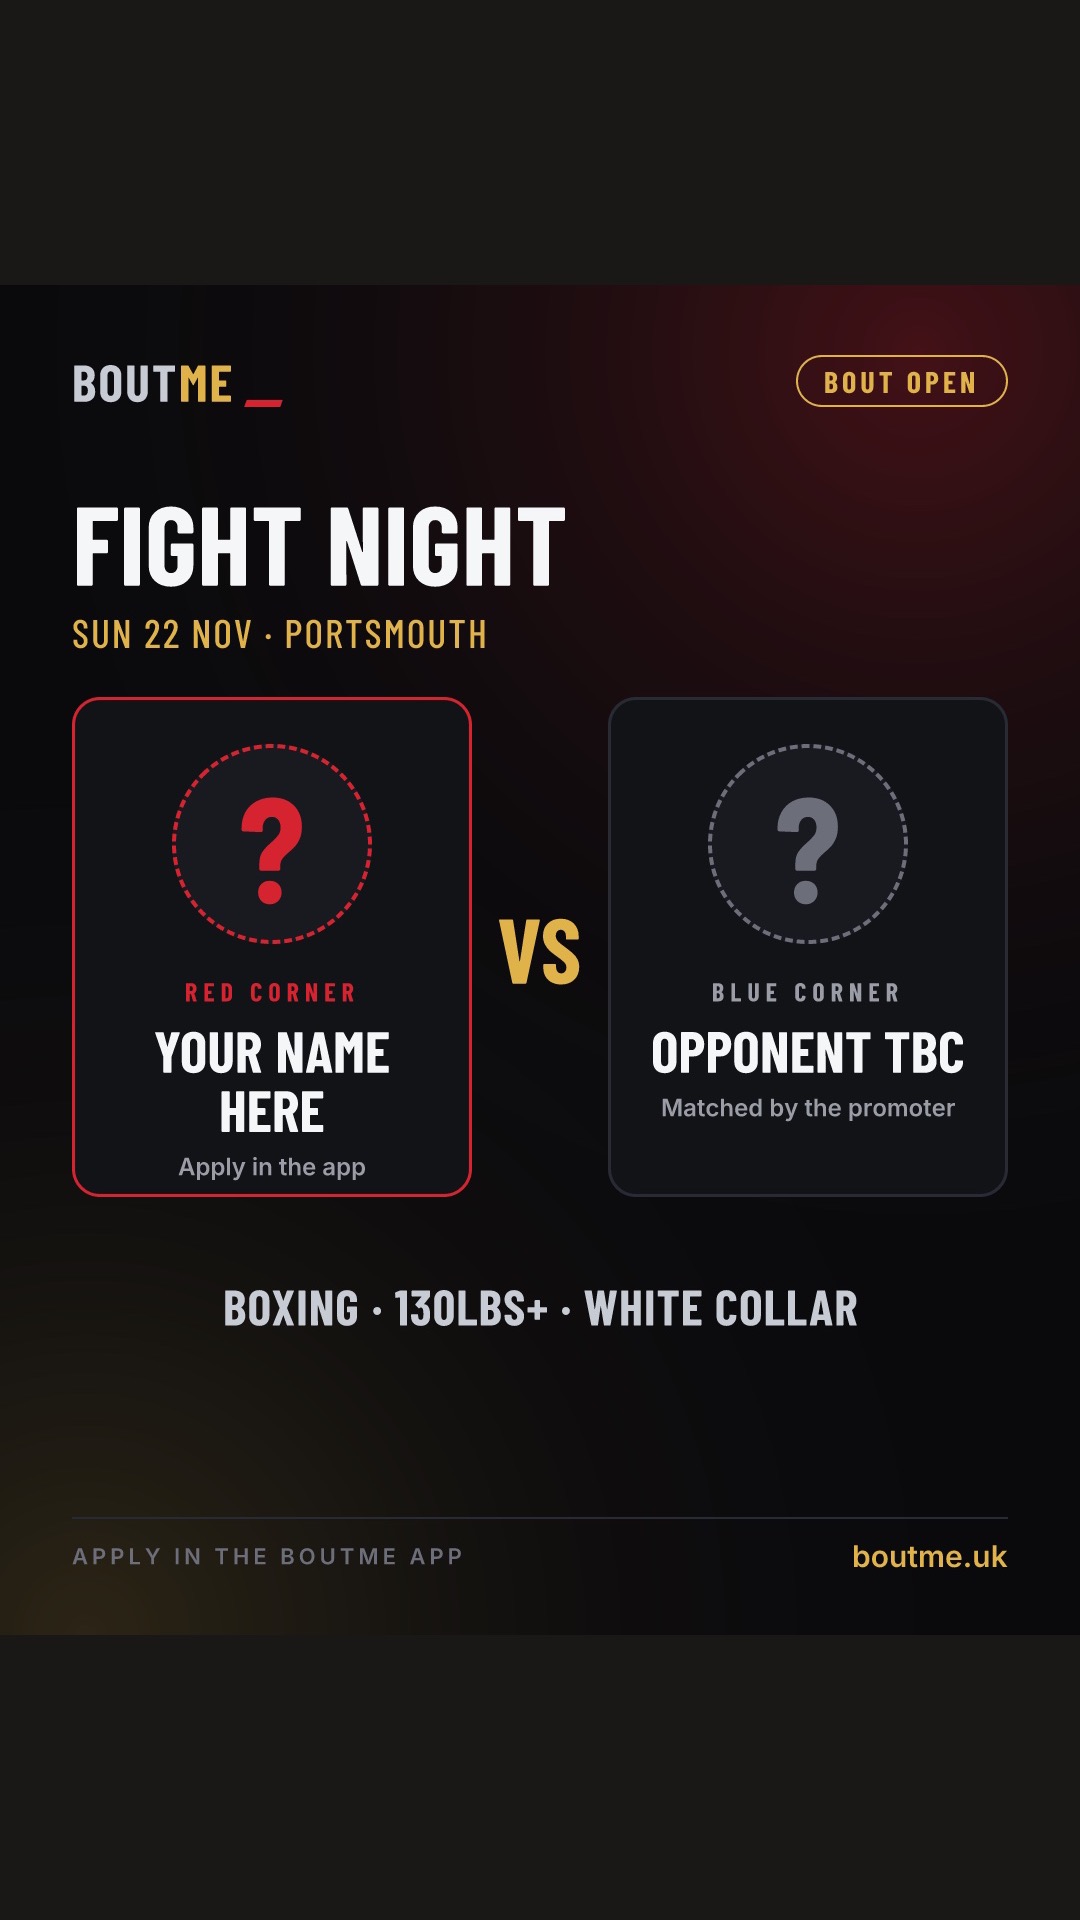 BOUTME
BOUT OPEN
FIGHT NIGHT
SUN 22 NOV · PORTSMOUTH
?
RED CORNER
YOUR NAME
HERE
Apply in the app
VS
?
BLUE CORNER
OPPONENT TBC
Matched by the promoter
BOXING · 130LBS+ · WHITE COLLAR
APPLY IN THE BOUTME APP
boutme.uk